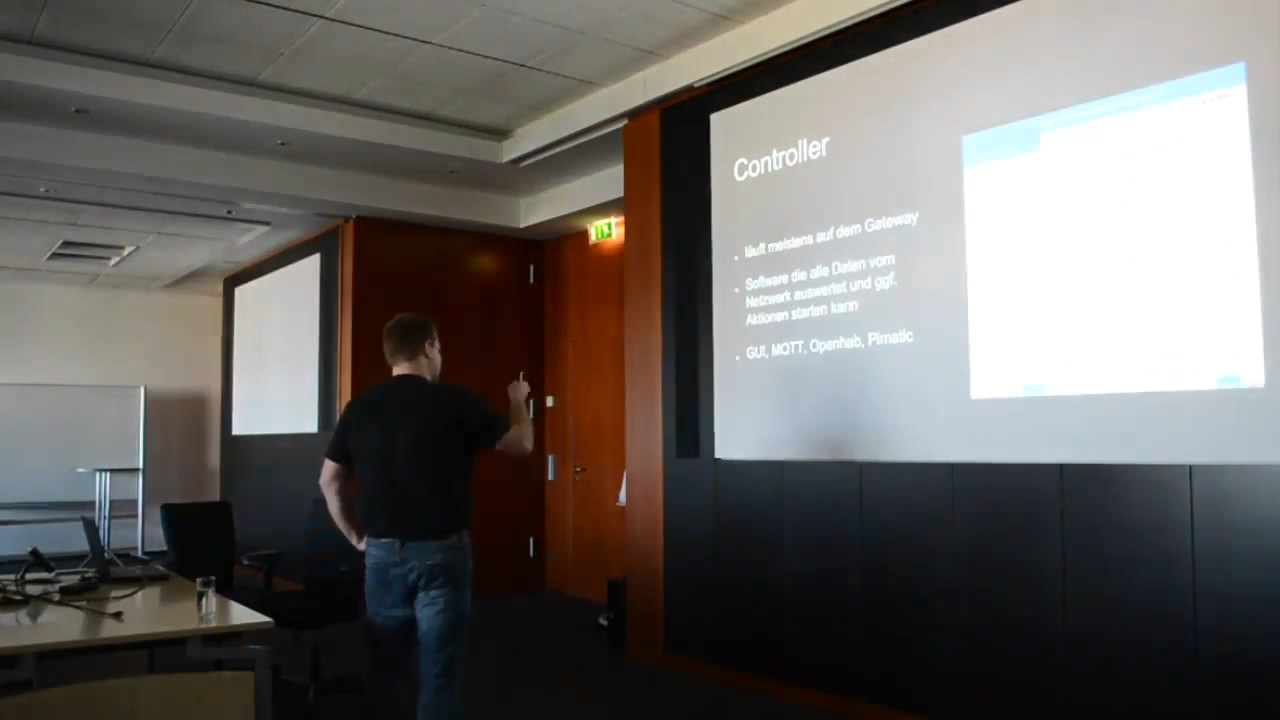 Controller
läuft meistens auf dem Gateway
Software die alle Daten vom
Netzwerk auswertet und ggf.
Aktionen starten kann
GUI, MQTT, Openhab, Pimatic